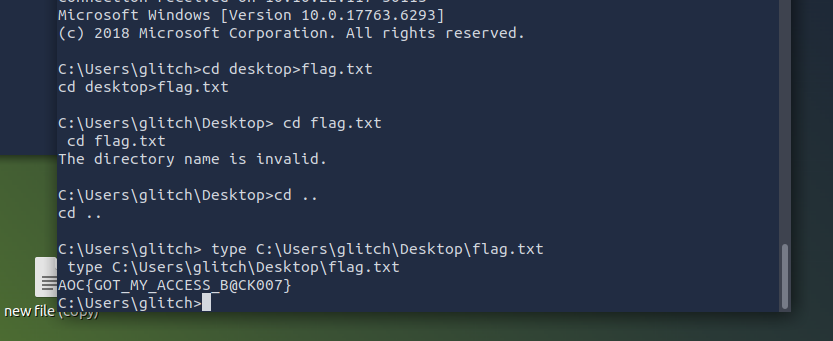 Microsoft Windows [Version 10.0.17763.6293]
(c) 2018 Microsoft Corporation. All rights reserved.
C:\Users\glitch>cd desktop>flag.txt
cd desktop>flag.txt
C:\Users\glitch\Desktop> cd flag.txt
 cd flag.txt
The directory name is invalid.
C:\Users\glitch\Desktop>cd ..
cd ..
C:\Users\glitch> type C:\Users\glitch\Desktop\flag.txt
 type C:\Users\glitch\Desktop\flag.txt
AOC{GOT_MY_ACCESS_B@CK007}
C:\Users\glitch>
new file (copy)